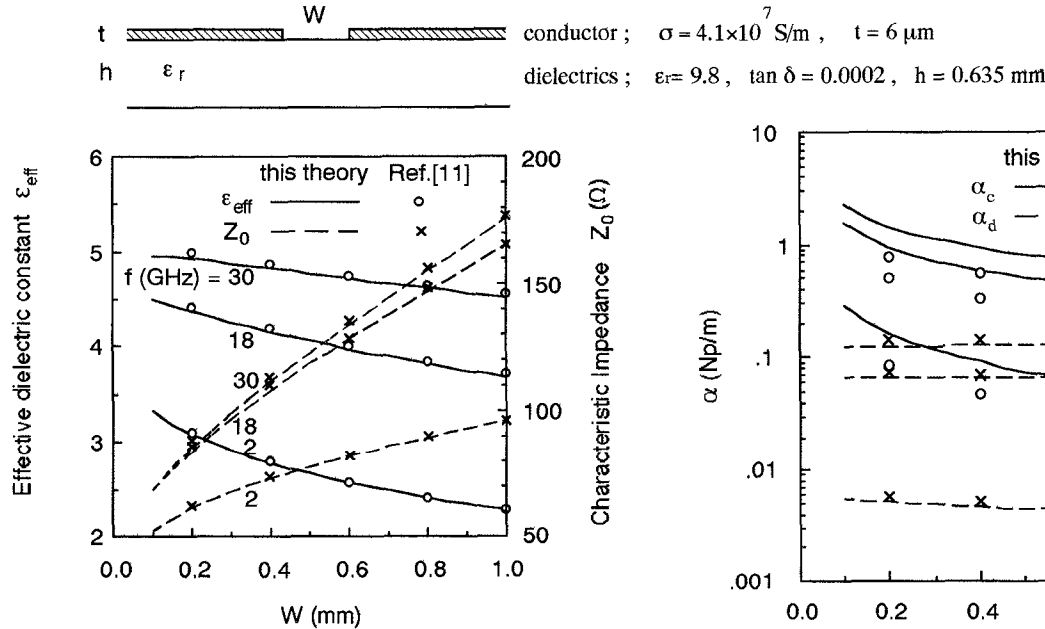 W
t
conductor ; σ = 4.1×10⁷ S/m , t = 6 μm
h
ε r
dielectrics ; εr= 9.8 , tan δ = 0.0002 , h = 0.635 mm
Effective dielectric constant ε_eff
6
5
4
3
2
this theory Ref.[11]
ε_eff
Z_0
f (GHz) = 30
18
30
18
2
2
200
150
100
50
Characteristic Impedance Z_0 (Ω)
0.0 0.2 0.4 0.6 0.8 1.0
W (mm)
α (Np/m)
10
1
.1
.01
.001
this
α_c
α_d
0.0 0.2 0.4